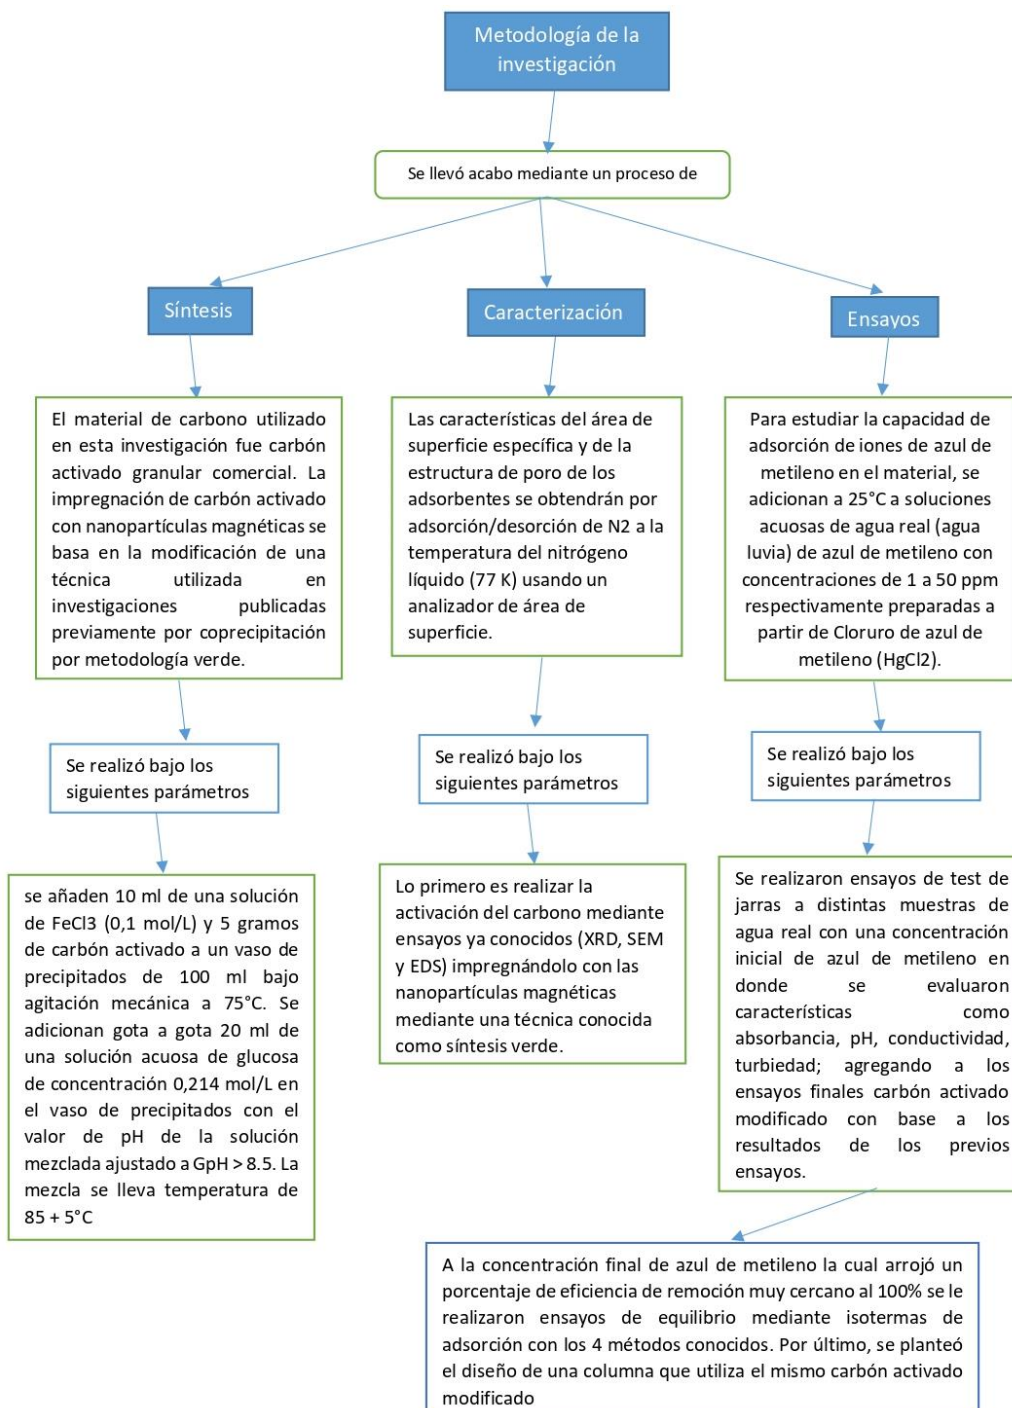 Metodología de la
investigación
Se llevó acabo mediante un proceso de
Síntesis
Caracterización
Ensayos
El material de carbono utilizado
en esta investigación fue carbón
activado granular comercial. La
impregnación de carbón activado
con nanopartículas magnéticas se
basa en la modificación de una
técnica utilizada en
investigaciones publicadas
previamente por coprecipitación
por metodología verde.
Las características del área de
superficie específica y de la
estructura de poro de los
adsorbentes se obtendrán por
adsorción/desorción de N2 a la
temperatura del nitrógeno
líquido (77 K) usando un
analizador de área de
superficie.
Para estudiar la capacidad de
adsorción de iones de azul de
metileno en el material, se
adicionan a 25°C a soluciones
acuosas de agua real (agua
luvia) de azul de metileno con
concentraciones de 1 a 50 ppm
respectivamente preparadas a
partir de Cloruro de azul de
metileno (HgCl2).
Se realizó bajo los
siguientes parámetros
Se realizó bajo los
siguientes parámetros
Se realizó bajo los
siguientes parámetros
se añaden 10 ml de una solución
de FeCl3 (0,1 mol/L) y 5 gramos
de carbón activado a un vaso de
precipitados de 100 ml bajo
agitación mecánica a 75°C. Se
adicionan gota a gota 20 ml de
una solución acuosa de glucosa
de concentración 0,214 mol/L en
el vaso de precipitados con el
valor de pH de la solución
mezclada ajustado a GpH > 8.5. La
mezcla se lleva temperatura de
85 + 5°C
Lo primero es realizar la
activación del carbono mediante
ensayos ya conocidos (XRD, SEM
y EDS) impregnándolo con las
nanopartículas magnéticas
mediante una técnica conocida
como síntesis verde.
Se realizaron ensayos de test de
jarras a distintas muestras de
agua real con una concentración
inicial de azul de metileno en
donde se evaluaron
características como
absorbancia, pH, conductividad,
turbiedad; agregando a los
ensayos finales carbón activado
modificado con base a los
resultados de los previos
ensayos.
A la concentración final de azul de metileno la cual arrojó un
porcentaje de eficiencia de remoción muy cercano al 100% se le
realizaron ensayos de equilibrio mediante isotermas de
adsorción con los 4 métodos conocidos. Por último, se planteó
el diseño de una columna que utiliza el mismo carbón activado
modificado